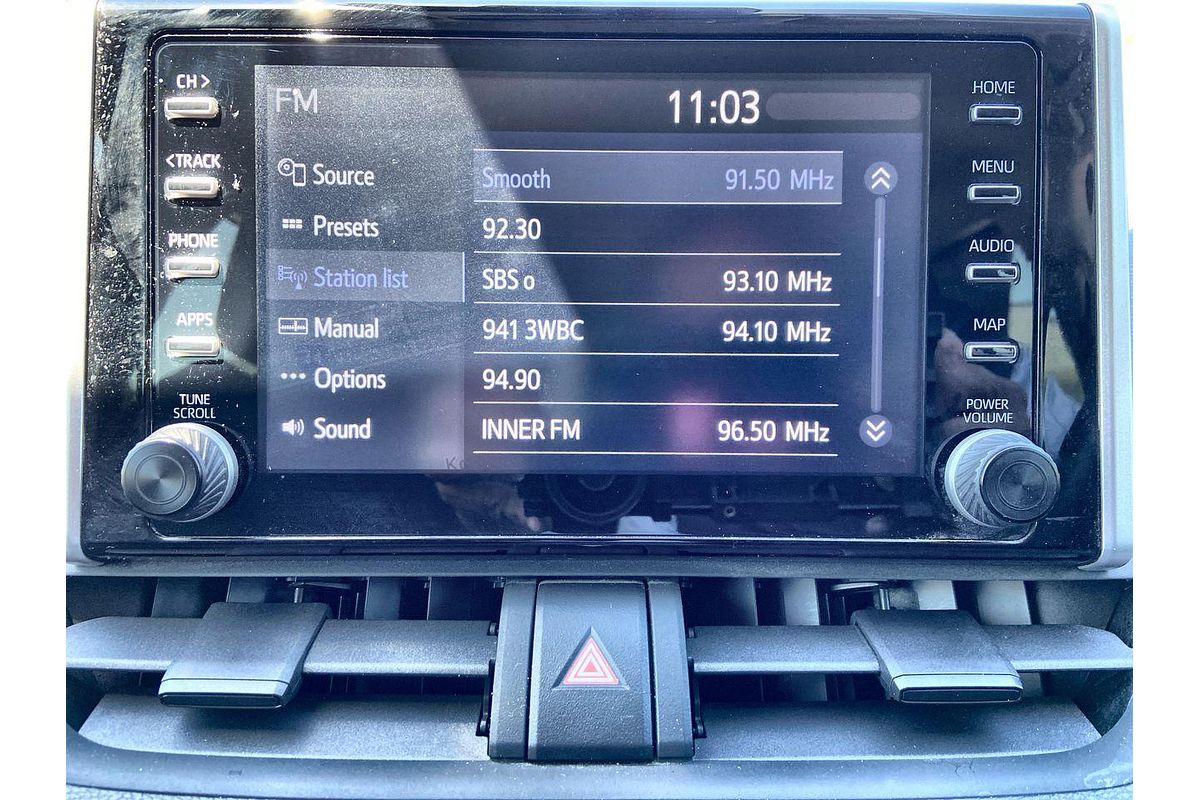 CH >
<TRACK
PHONE
APPS
TUNE
SCROLL
FM
11:03
Source
Presets
Station list
Manual
Options
Sound
Smooth 91.50 MHz
92.30
SBS o 93.10 MHz
941 3WBC 94.10 MHz
94.90
INNER FM 96.50 MHz
HOME
MENU
AUDIO
MAP
POWER
VOLUME